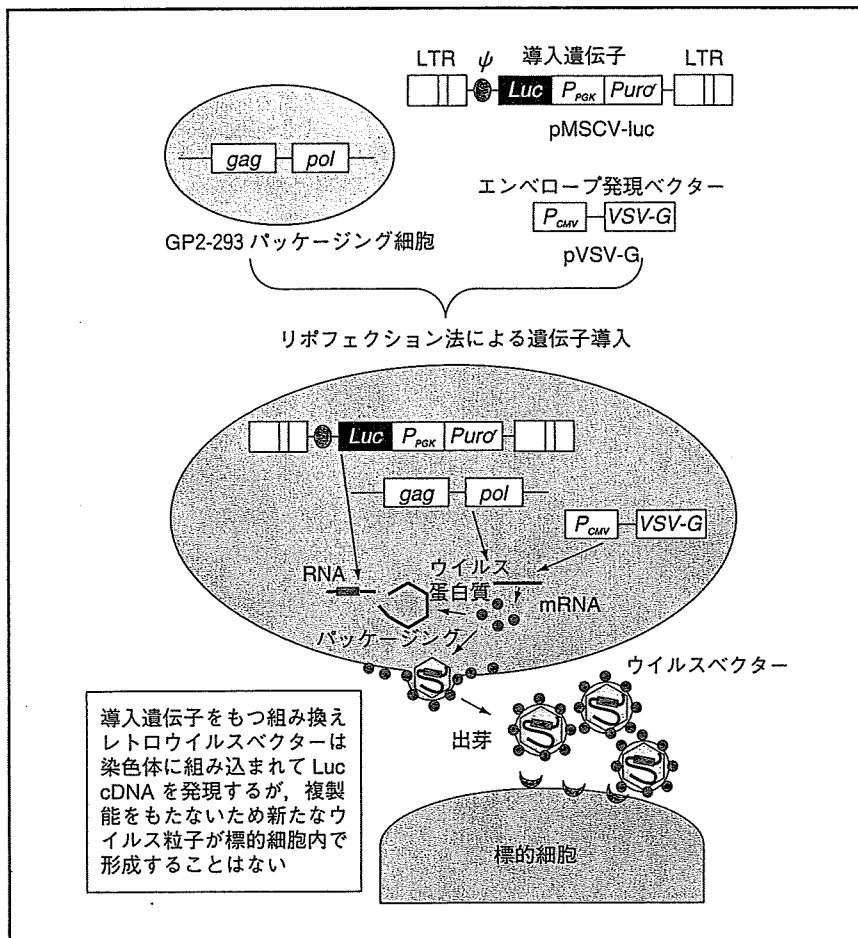 LTR ψ 導入遺伝子 LTR
Luc P_PGK Puro^r
pMSCV-luc
gag pol
エンベロープ発現ベクター
P_CMV VSV-G
GP2-293 パッケージング細胞
pVSV-G
リポフェクション法による遺伝子導入
Luc P_PGK Puro^r
gag pol
P_CMV VSV-G
RNA
ウイルス
蛋白質
mRNA
パッケージング
ウイルスベクター
出芽
導入遺伝子をもつ組み換え
レトロウイルスベクターは
染色体に組み込まれて Luc
cDNA を発現するが，複製
能をもたないため新たなウ
イルス粒子が標的細胞内で
形成することはない
標的細胞